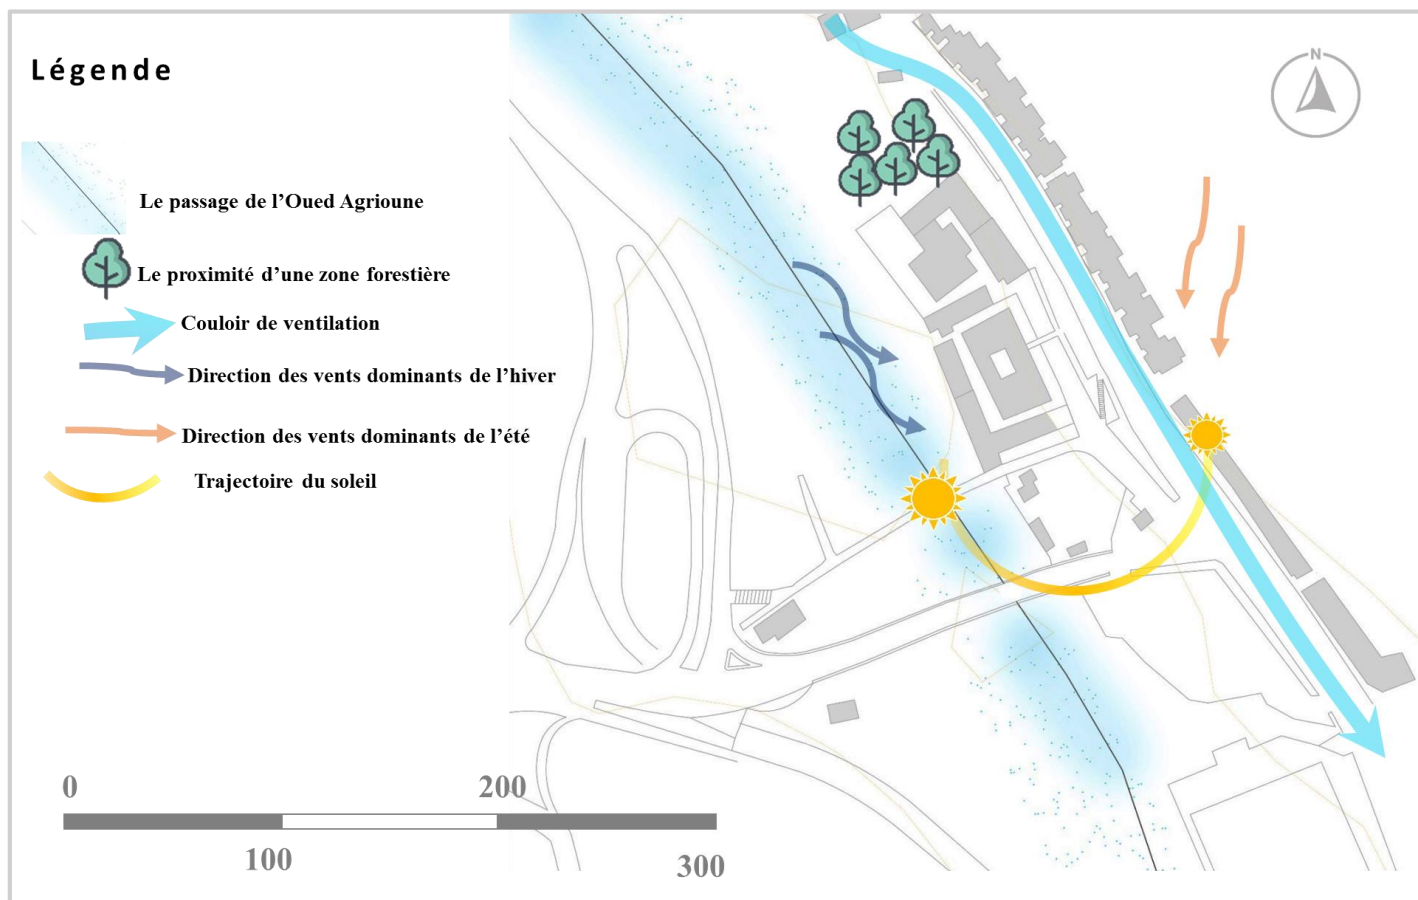 Légende
N
Le passage de l’Oued Agrioune
Le proximité d’une zone forestière
Couloir de ventilation
Direction des vents dominants de l’hiver
Direction des vents dominants de l’été
Trajectoire du soleil
0
200
100
300